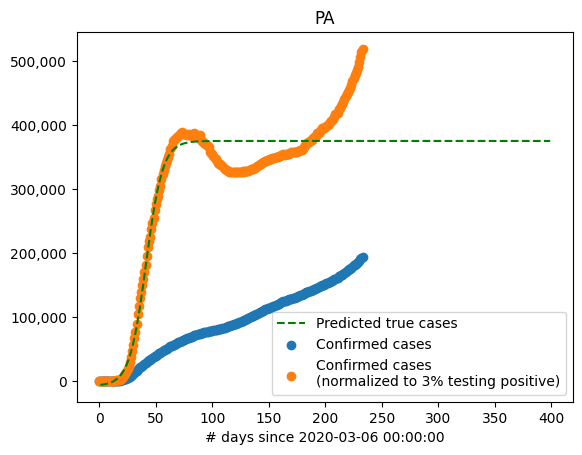 PA
500,000
400,000
300,000
200,000
100,000
0
0 50 100 150 200 250 300 350 400
# days since 2020-03-06 00:00:00
Predicted true cases
Confirmed cases
Confirmed cases
(normalized to 3% testing positive)